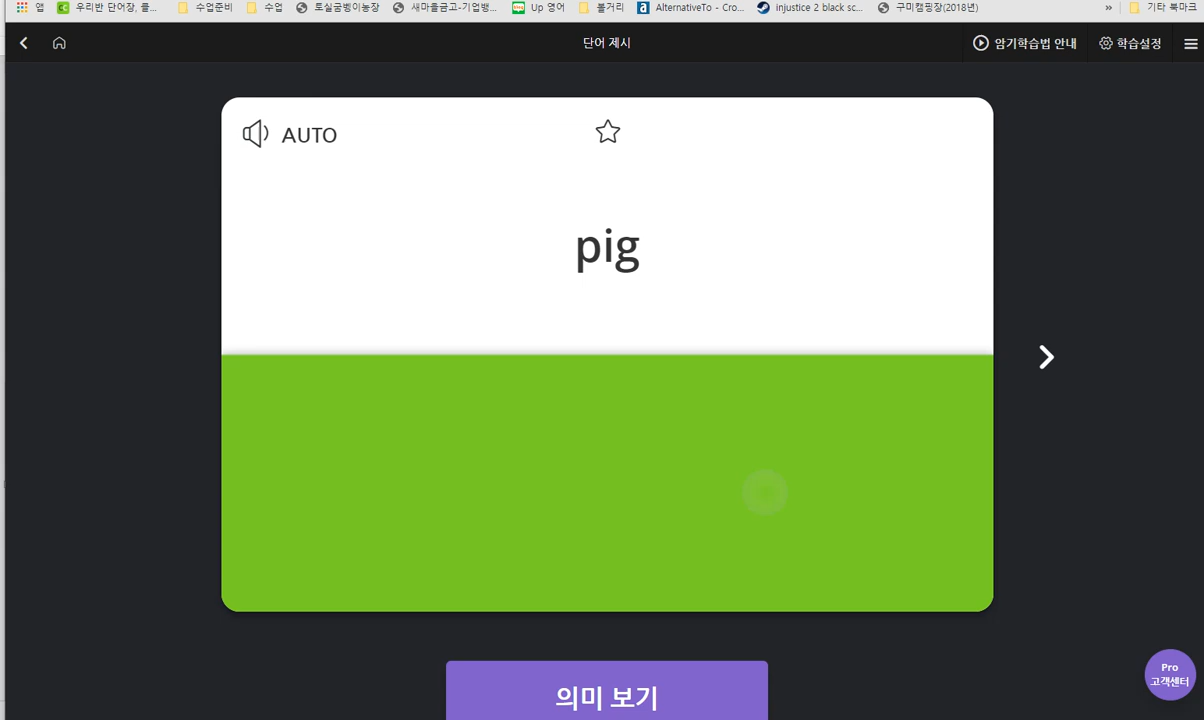 앱 우리반 단어장, 클... 수업준비 수업 토실굼벵이농장 새마을금고-기업뱅... Up 영어 볼거리 AlternativeTo - Cro... injustice 2 black sc... 구미캠핑장(2018년) » 기타 북마크
단어 제시 암기학습법 안내 학습설정
AUTO
pig
의미 보기
Pro
고객센터